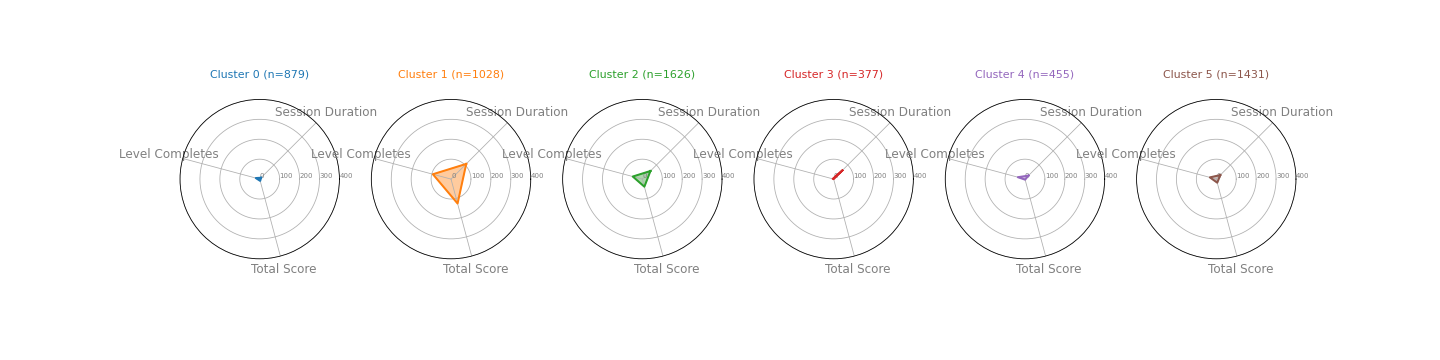 Cluster 0 (n=879)
Session Duration
Level Completes
0 100 200 300 400
Total Score
Cluster 1 (n=1028)
Session Duration
Level Completes
0 100 200 300 400
Total Score
Cluster 2 (n=1626)
Session Duration
Level Completes
0 100 200 300 400
Total Score
Cluster 3 (n=377)
Session Duration
Level Completes
100 200 300 400
Total Score
Cluster 4 (n=455)
Session Duration
Level Completes
0 100 200 300 400
Total Score
Cluster 5 (n=1431)
Session Duration
Level Completes
100 200 300 400
Total Score